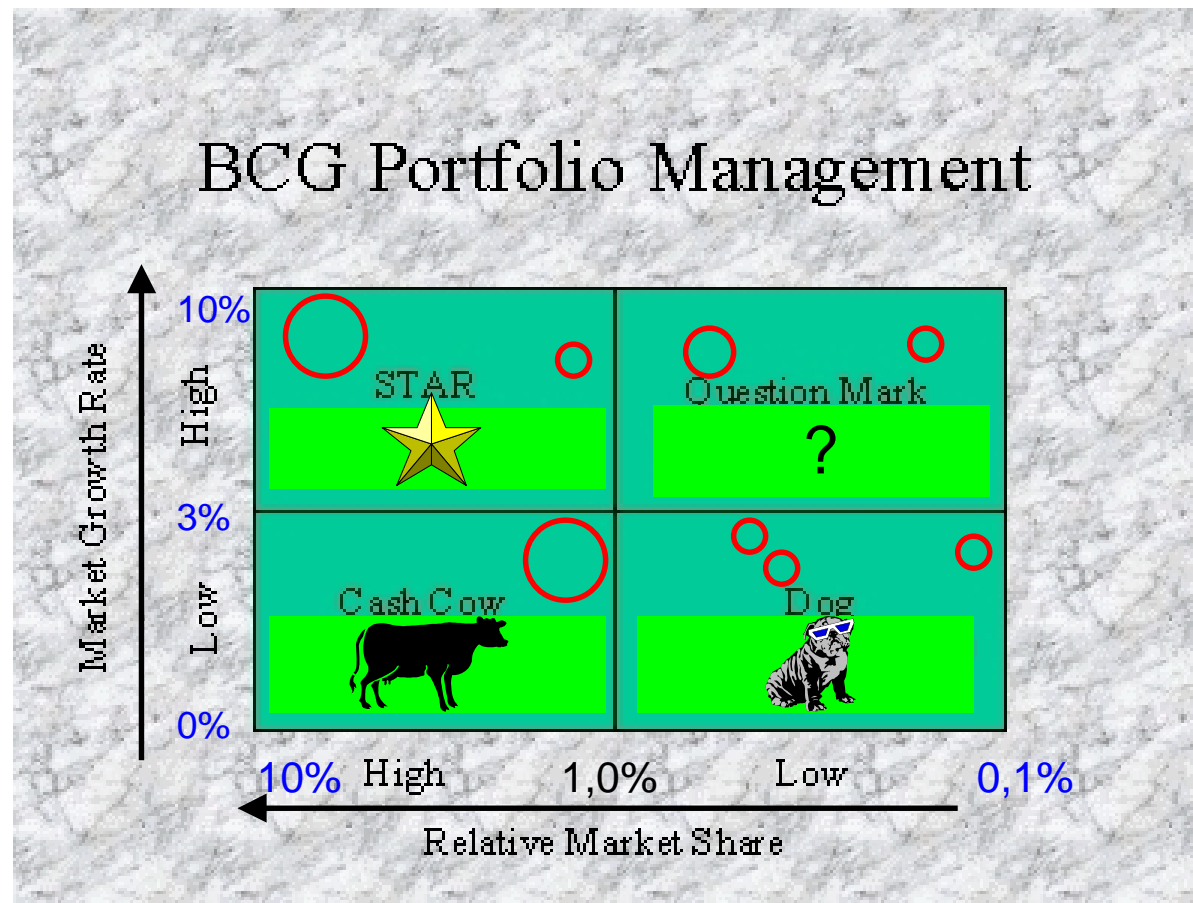 BCG Portfolio Management
Market Growth Rate
High
Low
10%
3%
0%
STAR
Question Mark
?
Cash Cow
Dog
10%
High
1,0%
Low
0,1%
Relative Market Share